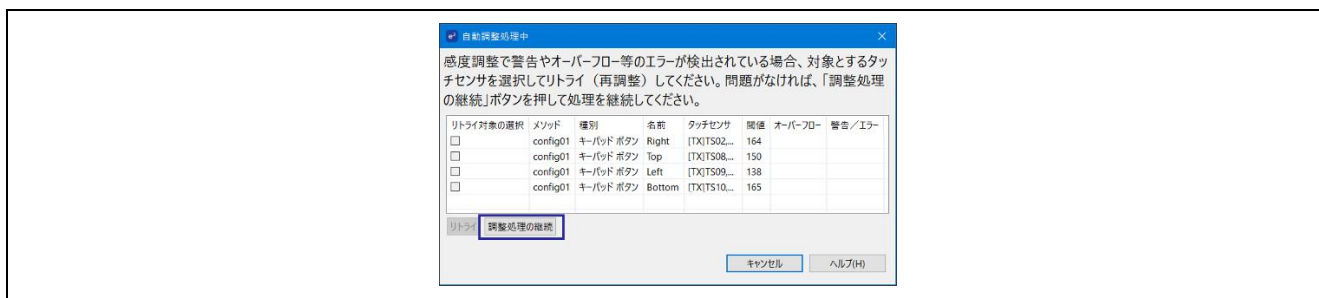 自動調整処理中
感度調整で警告やオーバーフロー等のエラーが検出されている場合、対象とするタッ
チセンサを選択してリトライ（再調整）してください。問題がなければ、「調整処理
の継続」ボタンを押して処理を継続してください。
リトライ対象の選択 メソッド 種別 名前 タッチセンサ 閾値 オーバーフロー 警告／エラー
config01 キーパッド ボタン Right [TX]TS02,... 164
config01 キーパッド ボタン Top [TX]TS08,... 150
config01 キーパッド ボタン Left [TX]TS09,... 138
config01 キーパッド ボタン Bottom [TX]TS10,... 165
リトライ 調整処理の継続
キャンセル ヘルプ(H)